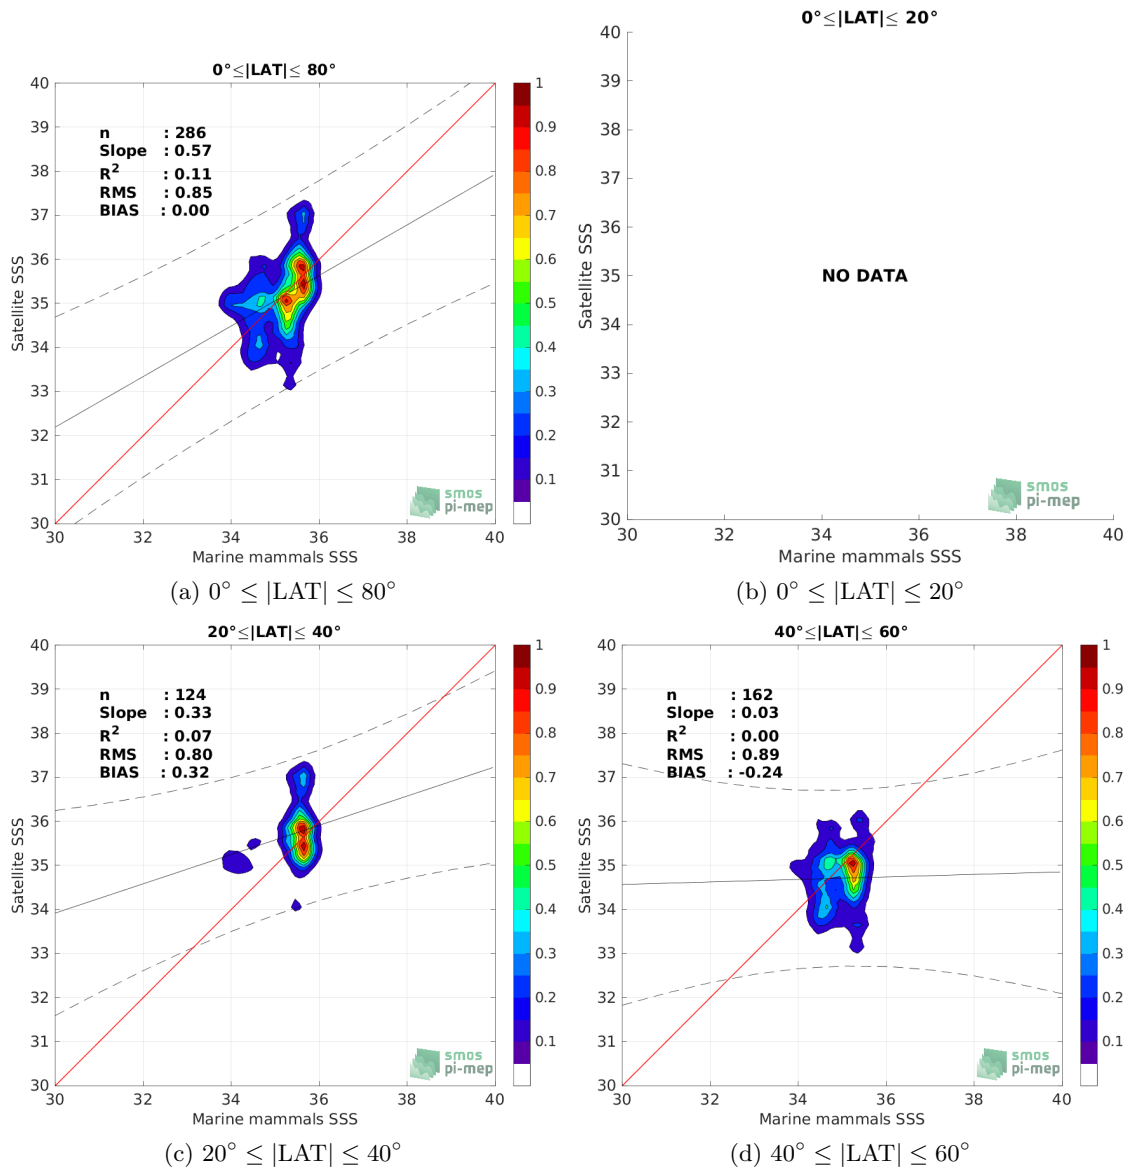 0°≤|LAT|≤ 80°
n : 286
Slope : 0.57
R² : 0.11
RMS : 0.85
BIAS : 0.00
40
39
38
37
36
35
34
33
32
31
30
30
32
34
36
38
40
Satellite SSS
Marine mammals SSS
1
0.9
0.8
0.7
0.6
0.5
0.4
0.3
0.2
0.1
smos
pi-mep
(a) 0° ≤ |LAT| ≤ 80°
0°≤|LAT|≤ 20°
NO DATA
40
39
38
37
36
35
34
33
32
31
30
30
32
34
36
38
40
Satellite SSS
Marine mammals SSS
smos
pi-mep
(b) 0° ≤ |LAT| ≤ 20°
20°≤|LAT|≤ 40°
n : 124
Slope : 0.33
R² : 0.07
RMS : 0.80
BIAS : 0.32
40
39
38
37
36
35
34
33
32
31
30
30
32
34
36
38
40
Satellite SSS
Marine mammals SSS
1
0.9
0.8
0.7
0.6
0.5
0.4
0.3
0.2
0.1
smos
pi-mep
(c) 20° ≤ |LAT| ≤ 40°
40°≤|LAT|≤ 60°
n : 162
Slope : 0.03
R² : 0.00
RMS : 0.89
BIAS : -0.24
40
39
38
37
36
35
34
33
32
31
30
30
32
34
36
38
40
Satellite SSS
Marine mammals SSS
1
0.9
0.8
0.7
0.6
0.5
0.4
0.3
0.2
0.1
smos
pi-mep
(d) 40° ≤ |LAT| ≤ 60°